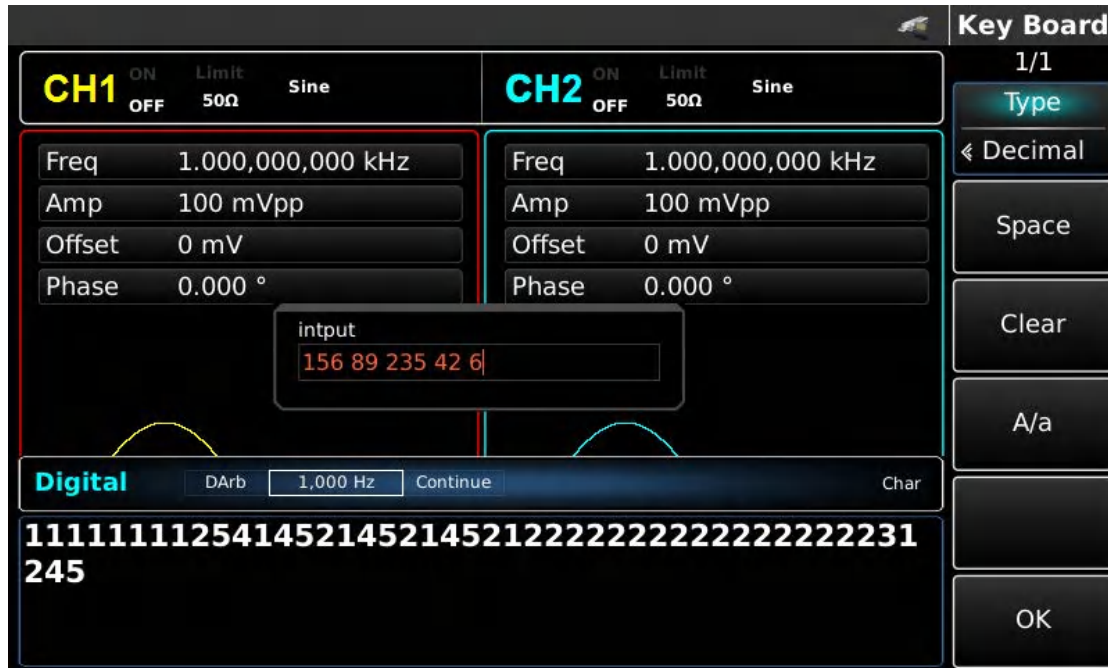 Key Board
1/1
CH1 ON OFF Limit 50Ω Sine
CH2 ON OFF Limit 50Ω Sine
Type
Decimal
Freq 1.000,000,000 kHz
Amp 100 mVpp
Offset 0 mV
Phase 0.000 °
Freq 1.000,000,000 kHz
Amp 100 mVpp
Offset 0 mV
Phase 0.000 °
Space
intput
156 89 235 42 6
Clear
A/a
Digital DArb 1,000 Hz Continue Char
11111111125414521452145212222222222222222231
245
OK